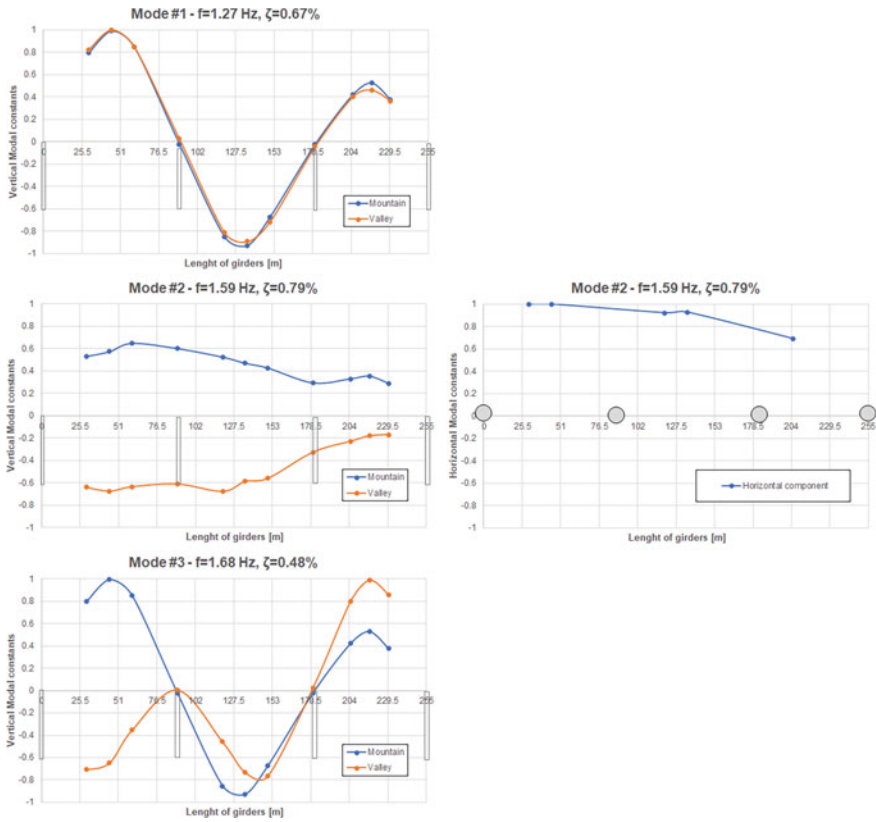 Mode #1 - f=1.27 Hz, ζ=0.67%
Vertical Modal constants
1
0.8
0.6
0.4
0.2
0
-0.2
-0.4
-0.6
-0.8
-1
0 25.5 51 76.5 102 127.5 153 178.5 204 229.5 255
Mountain
Valley
Lenght of girders [m]
Mode #2 - f=1.59 Hz, ζ=0.79%
Vertical Modal constants
1
0.8
0.6
0.4
0.2
0
-0.2
-0.4
-0.6
-0.8
-1
0 25.5 51 76.5 102 127.5 153 178.5 204 229.5 255
Mountain
Valley
Lenght of girders [m]
Mode #2 - f=1.59 Hz, ζ=0.79%
Horizontal Modal constants
1
0.8
0.6
0.4
0.2
0
-0.2
-0.4
-0.6
-0.8
-1
0 25.5 51 76.5 102 127.5 153 178.5 204 229.5 255
Horizontal component
Lenght of girders [m]
Mode #3 - f=1.68 Hz, ζ=0.48%
Vertical Modal constants
1
0.8
0.6
0.4
0.2
0
-0.2
-0.4
-0.6
-0.8
-1
0 25.5 51 76.5 102 127.5 153 178.5 204 229.5 255
Mountain
Valley
Lenght of girders [m]